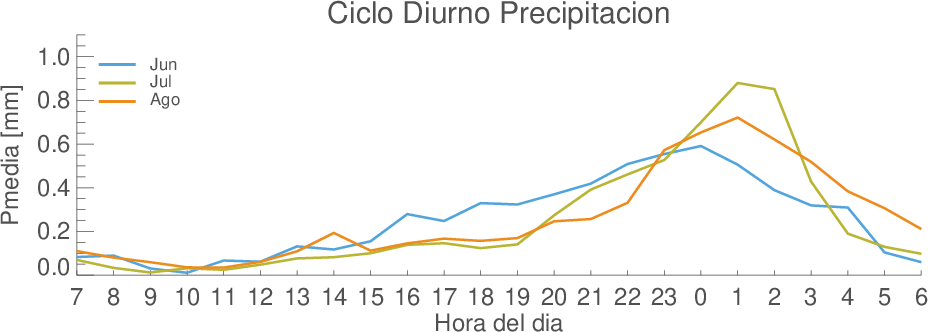 Ciclo Diurno Precipitacion
Jun
Jul
Ago
Pmedia [mm]
1.0
0.8
0.6
0.4
0.2
0.0
7 8 9 10 11 12 13 14 15 16 17 18 19 20 21 22 23 0 1 2 3 4 5 6
Hora del dia